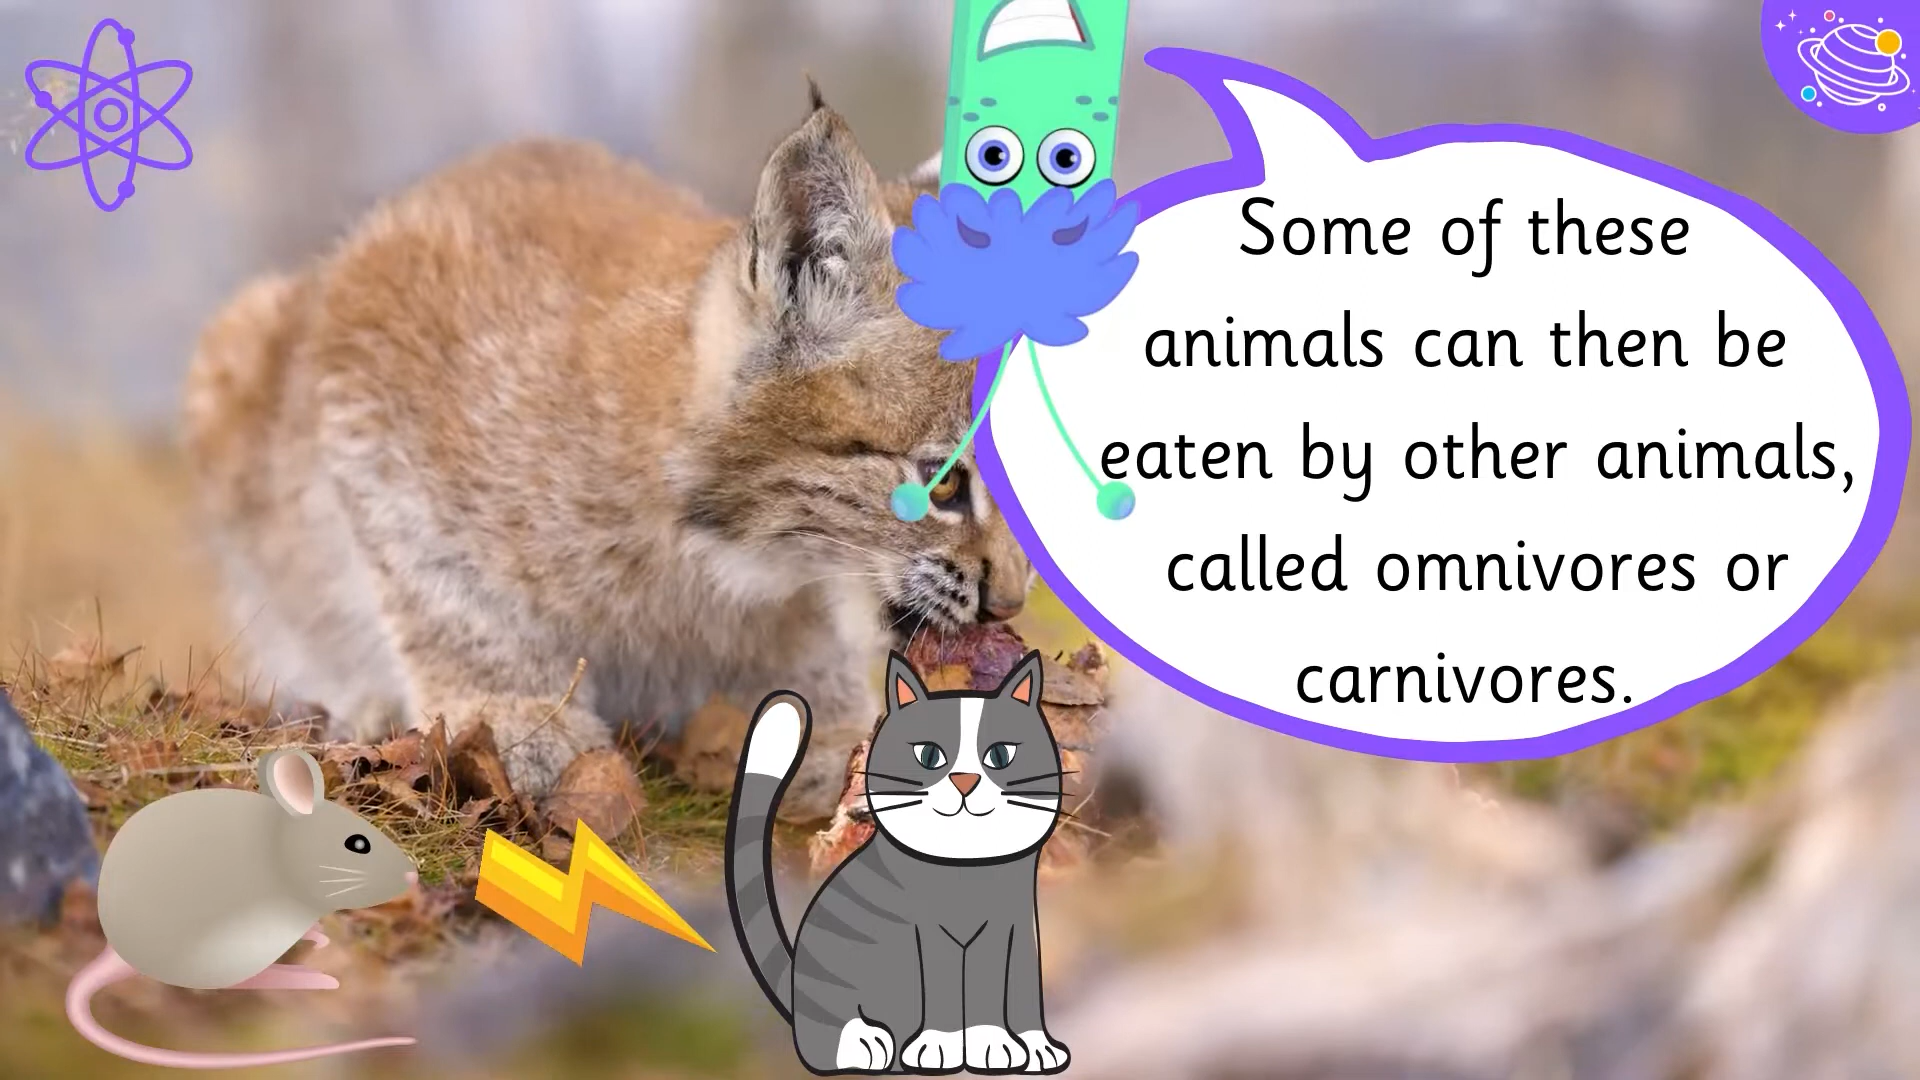 Some of these
animals can then be
eaten by other animals,
called omnivores or
carnivores.